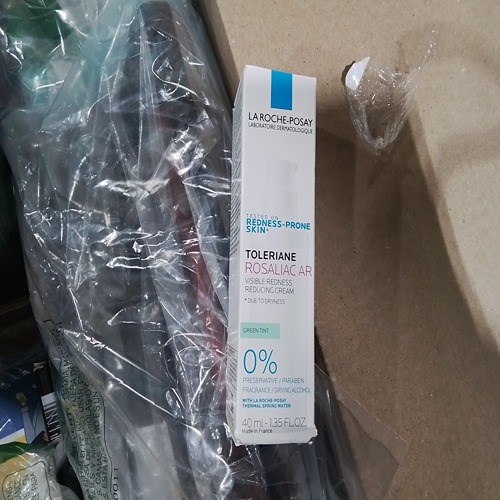 LA ROCHE-POSAY
LABORATOIRE DERMATOLOGIQUE
TESTED ON
REDNESS-PRONE
SKIN*
TOLERIANE
ROSALIAC AR
VISIBLE REDNESS
REDUCING CREAM
* DUE TO DRYNESS
GREEN TINT
0%
PRESERVATIVE / PARABEN
FRAGRANCE / DRYING ALCOHOL
WITH LA ROCHE-POSAY
THERMAL SPRING WATER
40 ml - 1.35 FL.OZ
Made in France